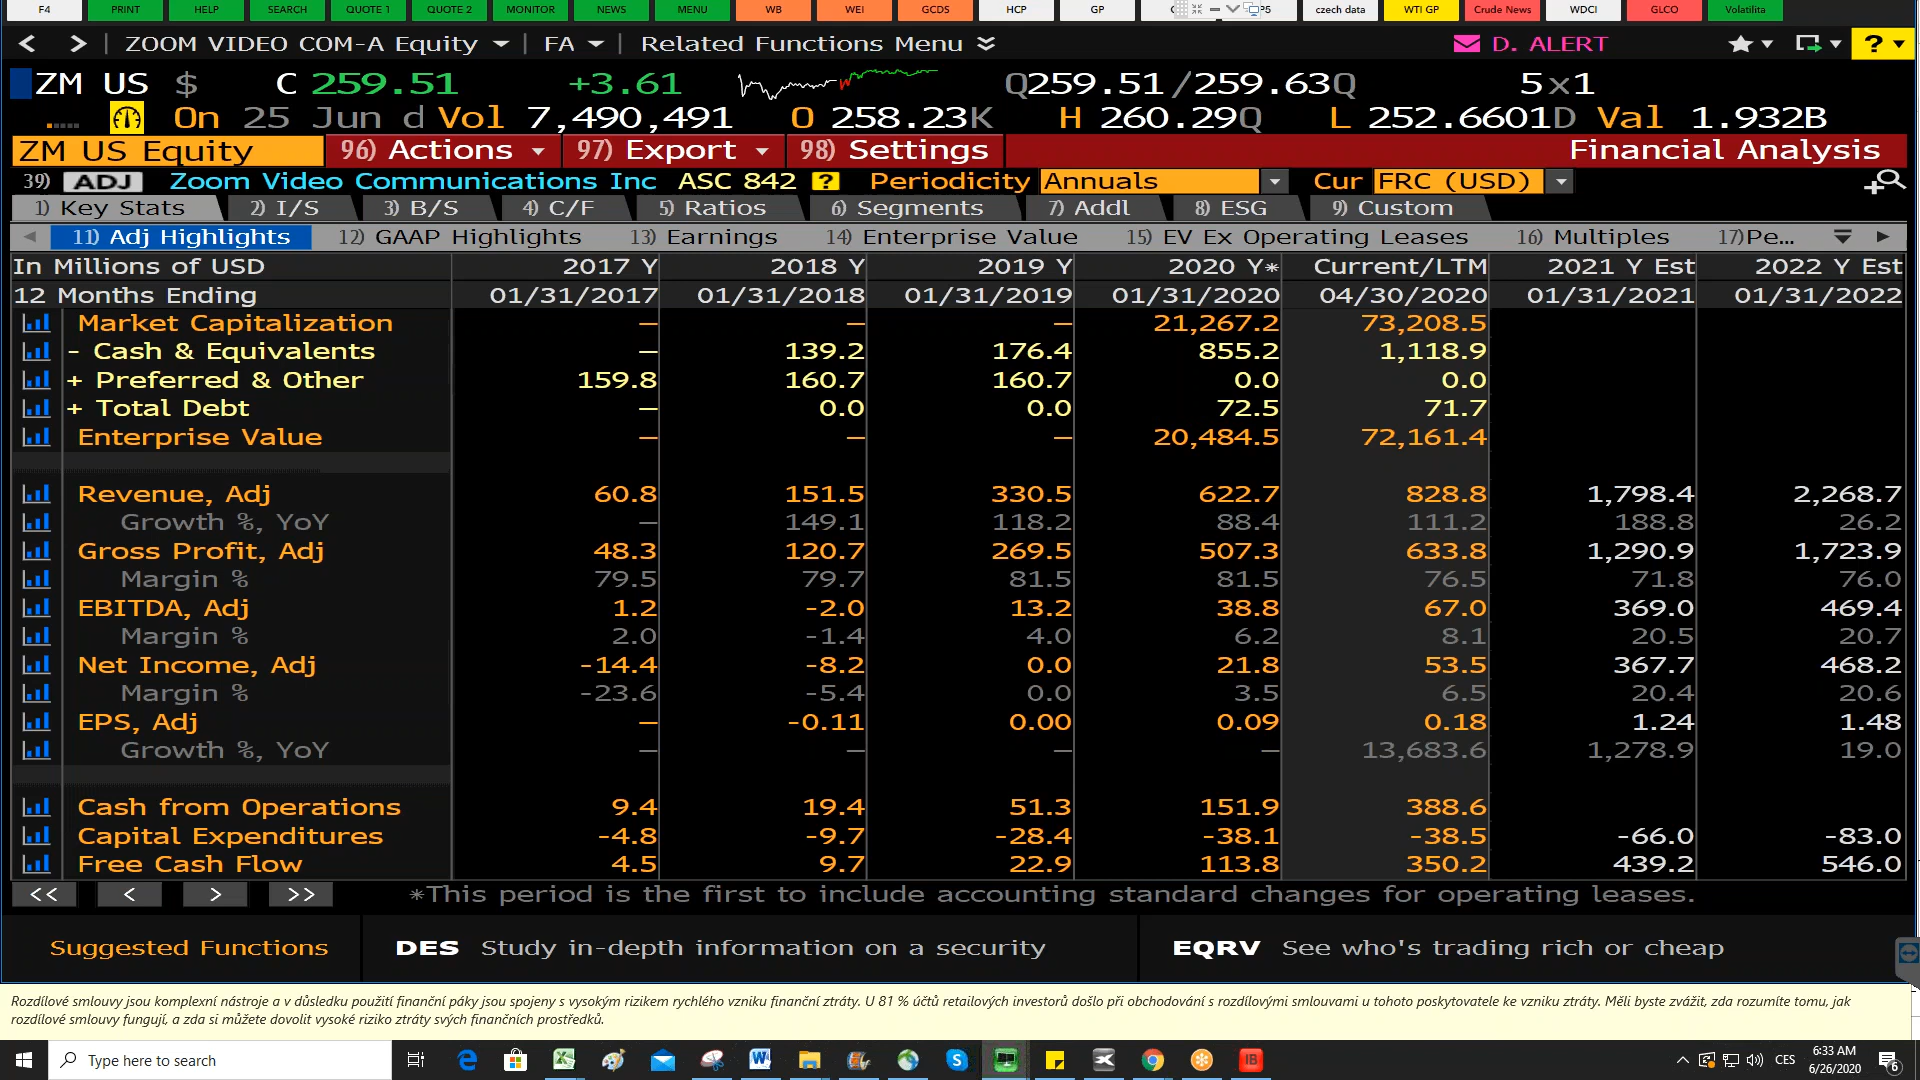 F4 PRINT HELP SEARCH QUOTE 1 QUOTE 2 MONITOR NEWS MENU WB WEI GCDS HCP GP P5 czech data WTI GP Crude News WDCI GLCO Volatilita
ZOOM VIDEO COM-A Equity FA Related Functions Menu D. ALERT ?
ZM US $ C 259.51 +3.61 Q259.51/259.63Q 5x1
On 25 Jun d Vol 7,490,491 O 258.23K H 260.29Q L 252.6601D Val 1.932B
ZM US Equity 96) Actions 97) Export 98) Settings Financial Analysis
39) ADJ Zoom Video Communications Inc ASC 842 ? Periodicity Annuals Cur FRC (USD)
1) Key Stats 2) I/S 3) B/S 4) C/F 5) Ratios 6) Segments 7) Addl 8) ESG 9) Custom
11) Adj Highlights 12) GAAP Highlights 13) Earnings 14) Enterprise Value 15) EV Ex Operating Leases 16) Multiples 17) Pe...
In Millions of USD 2017 Y 2018 Y 2019 Y 2020 Y* Current/LTM 2021 Y Est 2022 Y Est
12 Months Ending 01/31/2017 01/31/2018 01/31/2019 01/31/2020 04/30/2020 01/31/2021 01/31/2022
Market Capitalization — — — 21,267.2 73,208.5
- Cash & Equivalents — 139.2 176.4 855.2 1,118.9
+ Preferred & Other 159.8 160.7 160.7 0.0 0.0
+ Total Debt — 0.0 0.0 72.5 71.7
Enterprise Value — — — 20,484.5 72,161.4
Revenue, Adj 60.8 151.5 330.5 622.7 828.8 1,798.4 2,268.7
Growth %, YoY — 149.1 118.2 88.4 111.2 188.8 26.2
Gross Profit, Adj 48.3 120.7 269.5 507.3 633.8 1,290.9 1,723.9
Margin % 79.5 79.7 81.5 81.5 76.5 71.8 76.0
EBITDA, Adj 1.2 -2.0 13.2 38.8 67.0 369.0 469.4
Margin % 2.0 -1.4 4.0 6.2 8.1 20.5 20.7
Net Income, Adj -14.4 -8.2 0.0 21.8 53.5 367.7 468.2
Margin % -23.6 -5.4 0.0 3.5 6.5 20.4 20.6
EPS, Adj — -0.11 0.00 0.09 0.18 1.24 1.48
Growth %, YoY — — — — 13,683.6 1,278.9 19.0
Cash from Operations 9.4 19.4 51.3 151.9 388.6
Capital Expenditures -4.8 -9.7 -28.4 -38.1 -38.5 -66.0 -83.0
Free Cash Flow 4.5 9.7 22.9 113.8 350.2 439.2 546.0
<< < > >> *This period is the first to include accounting standard changes for operating leases.
Suggested Functions DES Study in-depth information on a security EQRV See who's trading rich or cheap
Rozdílové smlouvy jsou komplexní nástroje a v důsledku použití finanční páky jsou spojeny s vysokým rizikem rychlého vzniku finanční ztráty. U 81 % účtů retailových investorů došlo při obchodování s rozdílovými smlouvami u tohoto poskytovatele ke vzniku ztráty. Měli byste zvážit, zda rozumíte tomu, jak
rozdílové smlouvy fungují, a zda si můžete dovolit vysoké riziko ztráty svých finančních prostředků.
Type here to search CES 6:33 AM
6/26/2020 6